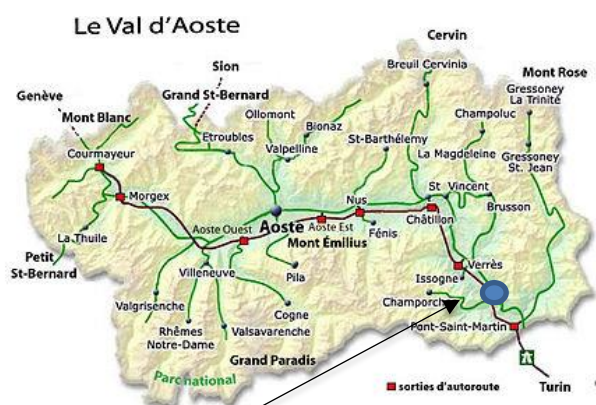 Le Val d'Aoste
Cervin
Sion
Breuil Cervinia
Mont Rose
Genève
Grand St-Bernard
Gressoney
La Trinité
Mont Blanc
Ollomont
Bionaz
Champoluc
Courmayeur
Etroubles
Valpelline
St-Barthélemy
La Magdeleine
Gressoney
St. Jean
Morgex
Nus
St Vincent
Brusson
Aoste Ouest
Aoste
Aoste Est
Châtillon
La Thuile
Mont Émilius
Fénis
Petit
St-Bernard
Villeneuve
Pila
Issogne
Verrès
Champorch
Valgrisenche
Cogne
Pont-Saint-Martin
Rhêmes
Notre-Dame
Valsavarenche
Grand Paradis
Parc national
sorties d'autoroute
Turin